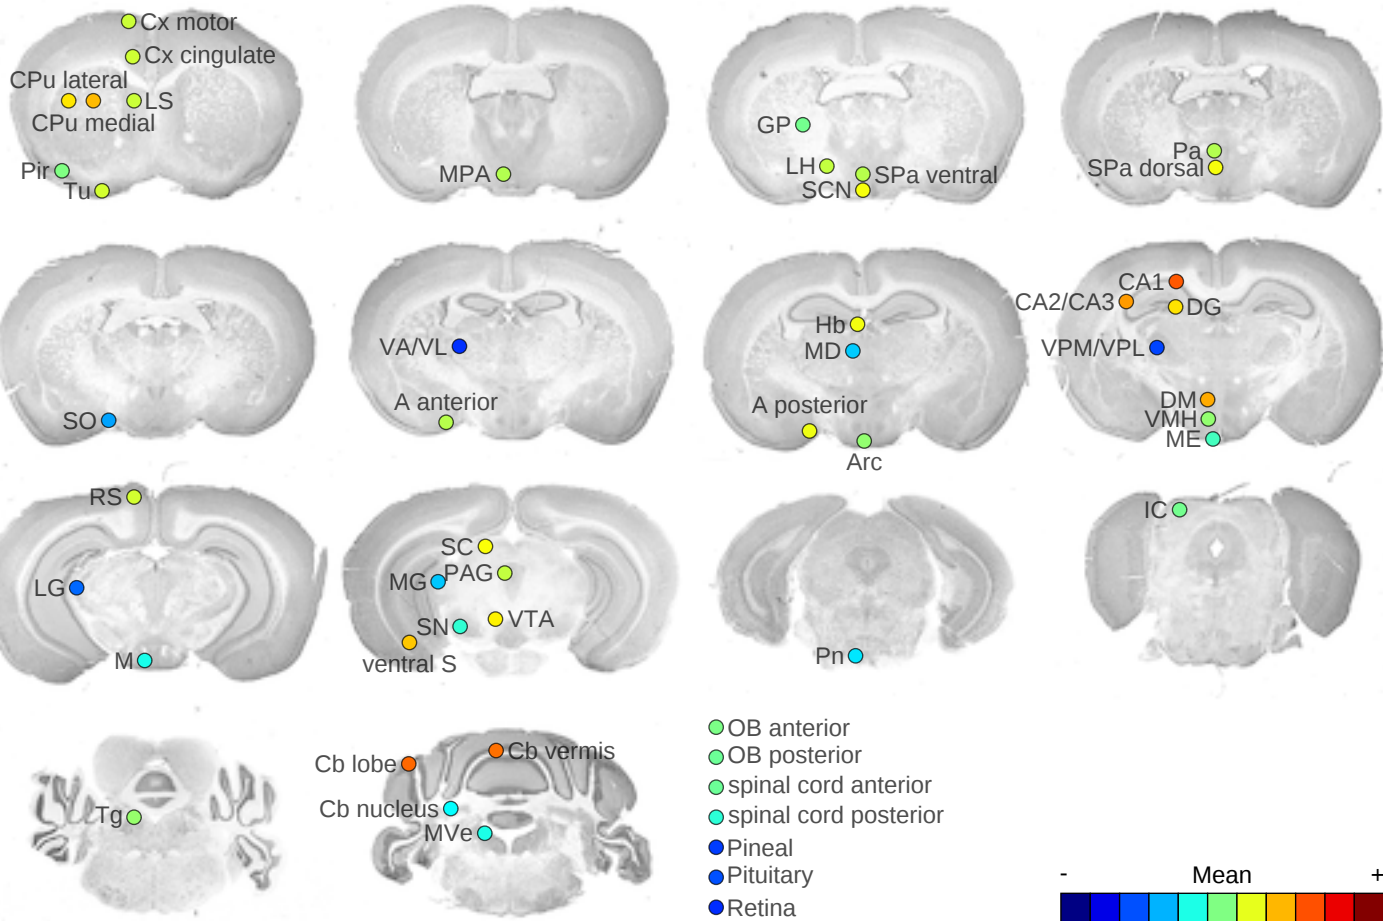 Cx motor
Cx cingulate
CPu lateral
LS
CPu medial
Pir
Tu
MPA
GP
LH
SPa ventral
SCN
Pa
SPa dorsal
SO
VA/VL
A anterior
Hb
MD
A posterior
Arc
CA1
CA2/CA3
DG
VPM/VPL
DM
VMH
ME
RS
LG
M
SC
PAG
MG
VTA
SN
ventral S
Pn
IC
Tg
Cb vermis
Cb lobe
Cb nucleus
MVe
OB anterior
OB posterior
spinal cord anterior
spinal cord posterior
Pineal
Pituitary
Retina
- Mean +